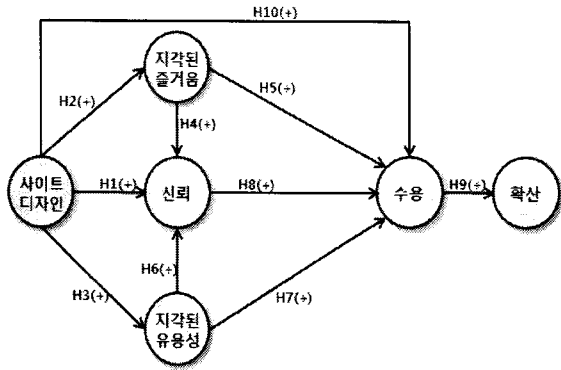 H10(+)
지각된
즐거움
H2(+)
H5(+)
H4(+)
사이트
디자인
H1(+)
신뢰
H8(+)
수용
H9(+)
확산
H6(+)
H3(+)
H7(+)
지각된
유용성